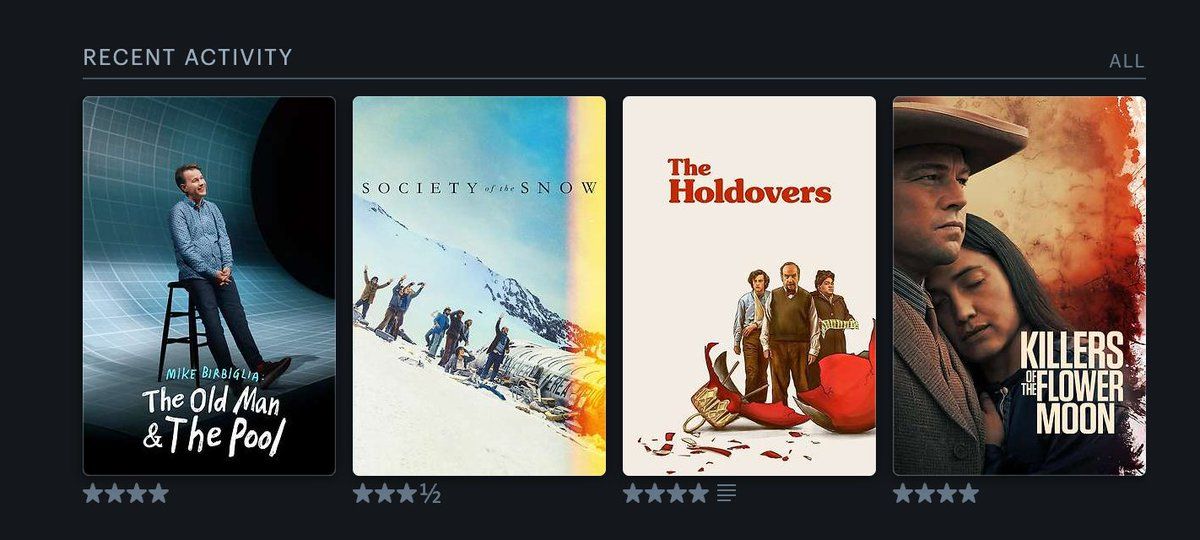 RECENT ACTIVITY
ALL
MIKE BIRBIGLIA:
The Old Man
& The Pool
SOCIETY of the SNOW
The
Holdovers
KILLERS
OF THE FLOWER
MOON
½